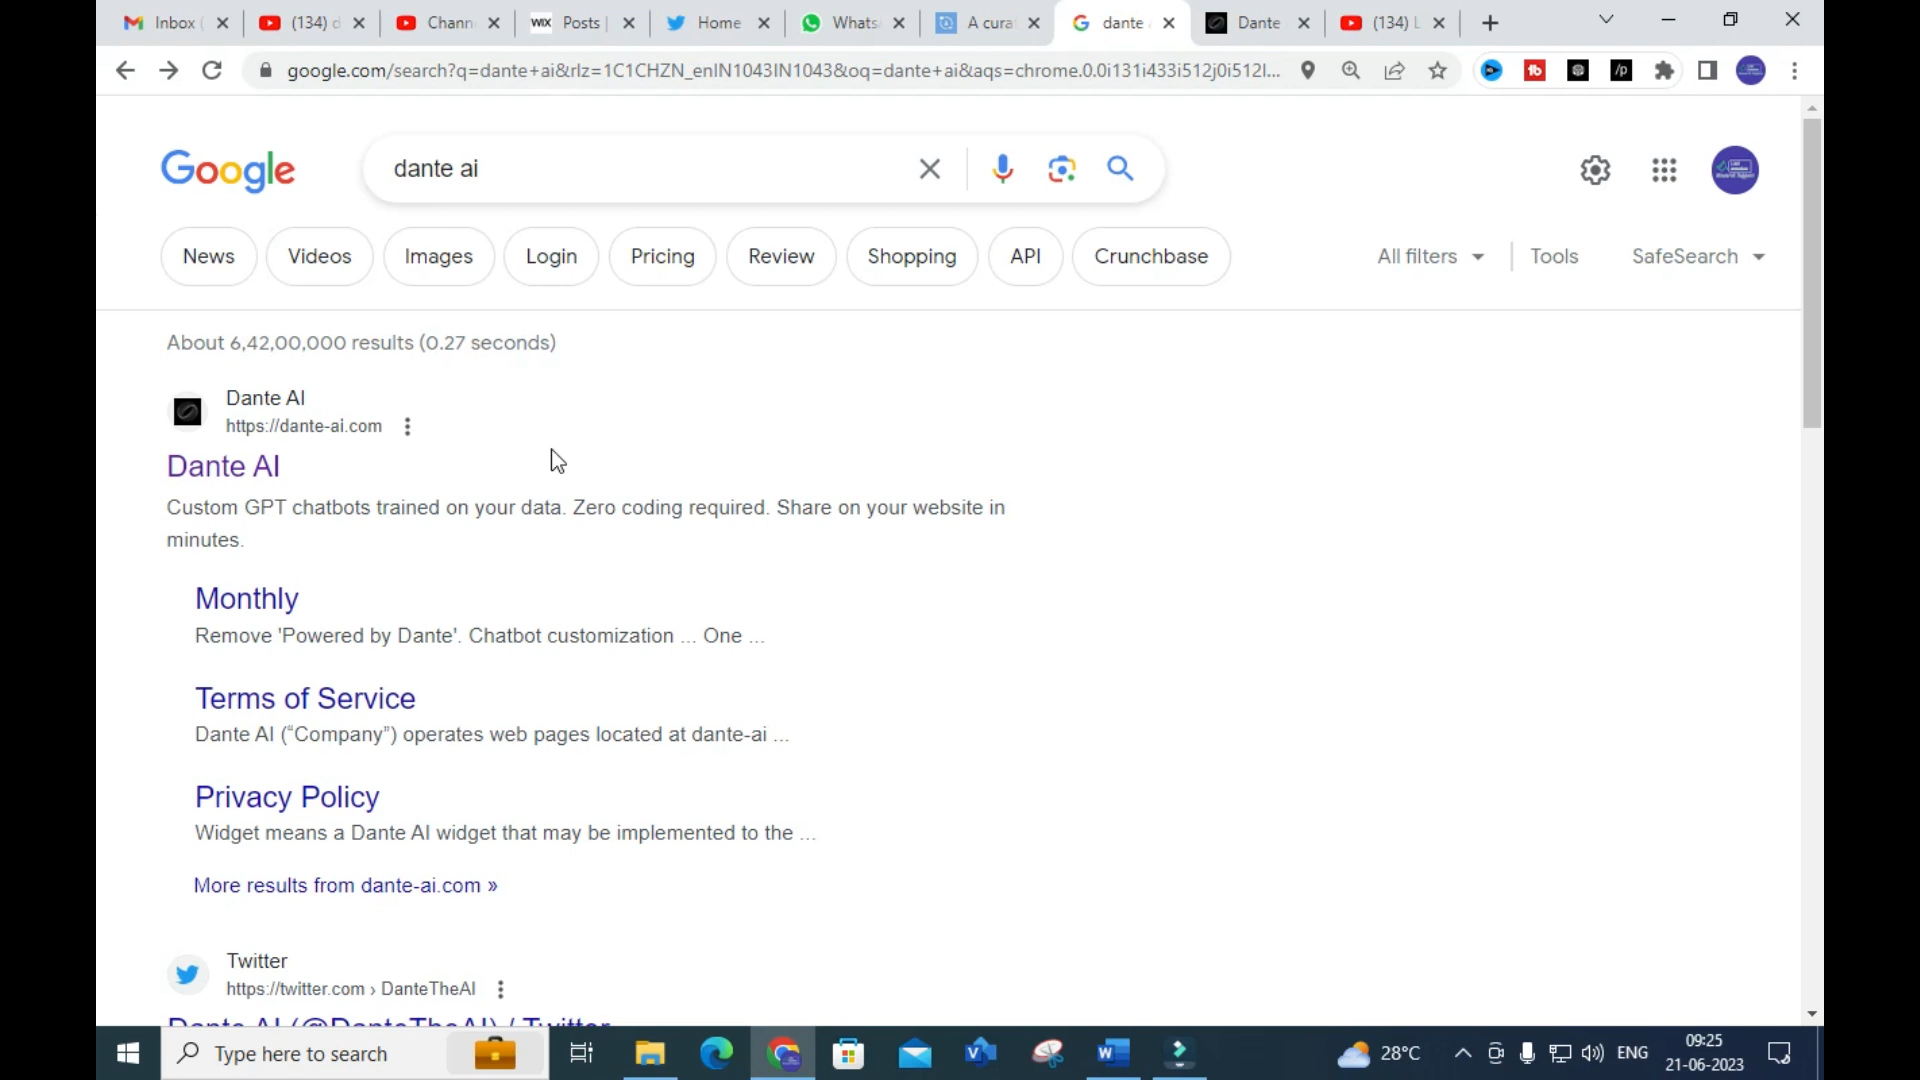 Inbox (
(134) d
Chann
WIX Posts |
Home
Whats
A cura
dante
Dante
(134) L
google.com/search?q=dante+ai&rlz=1C1CHZN_enIN1043IN1043&oq=dante+ai&aqs=chrome.0.0i131i433i512j0i512l...
tb
/p
Google
dante ai
News
Videos
Images
Login
Pricing
Review
Shopping
API
Crunchbase
All filters
Tools
SafeSearch
About 6,42,00,000 results (0.27 seconds)
Dante AI
https://dante-ai.com
Dante AI
Custom GPT chatbots trained on your data. Zero coding required. Share on your website in
minutes.
Monthly
Remove 'Powered by Dante'. Chatbot customization ... One ...
Terms of Service
Dante AI (“Company”) operates web pages located at dante-ai ...
Privacy Policy
Widget means a Dante AI widget that may be implemented to the ...
More results from dante-ai.com »
Twitter
https://twitter.com › DanteTheAI
Dante AI (@DanteTheAI) / Twitter
Type here to search
28°C
ENG
09:25
21-06-2023